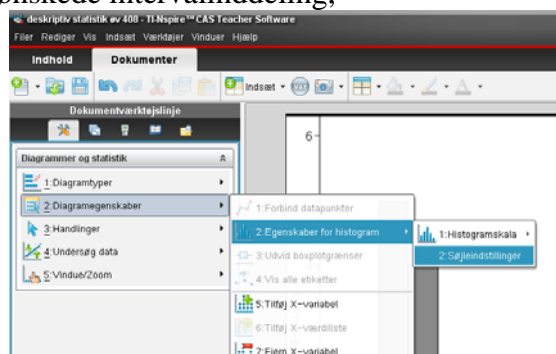 ønskede intervalinddeling,
deskriptiv statistik øv 408 - TI-Nspire™ CAS Teacher Software
Filer Rediger Vis Indsæt Værktøjer Vinduer Hjælp
Indhold Dokumenter
Indsæt
Dokumentværktøjslinje
6
Diagrammer og statistik
1:Diagramtyper
2:Diagramegenskaber
3:Handlinger
4:Undersøg data
5:Vindue/Zoom
1:Forbind datapunkter
2:Egenskaber for histogram
3:Udvid boxplotgrænser
4:Vis alle etiketter
5:Tilføj X-variabel
6:Tilføj X-værdiliste
7:Fjern X-variabel
1:Histogramskala
2:Søjleindstillinger